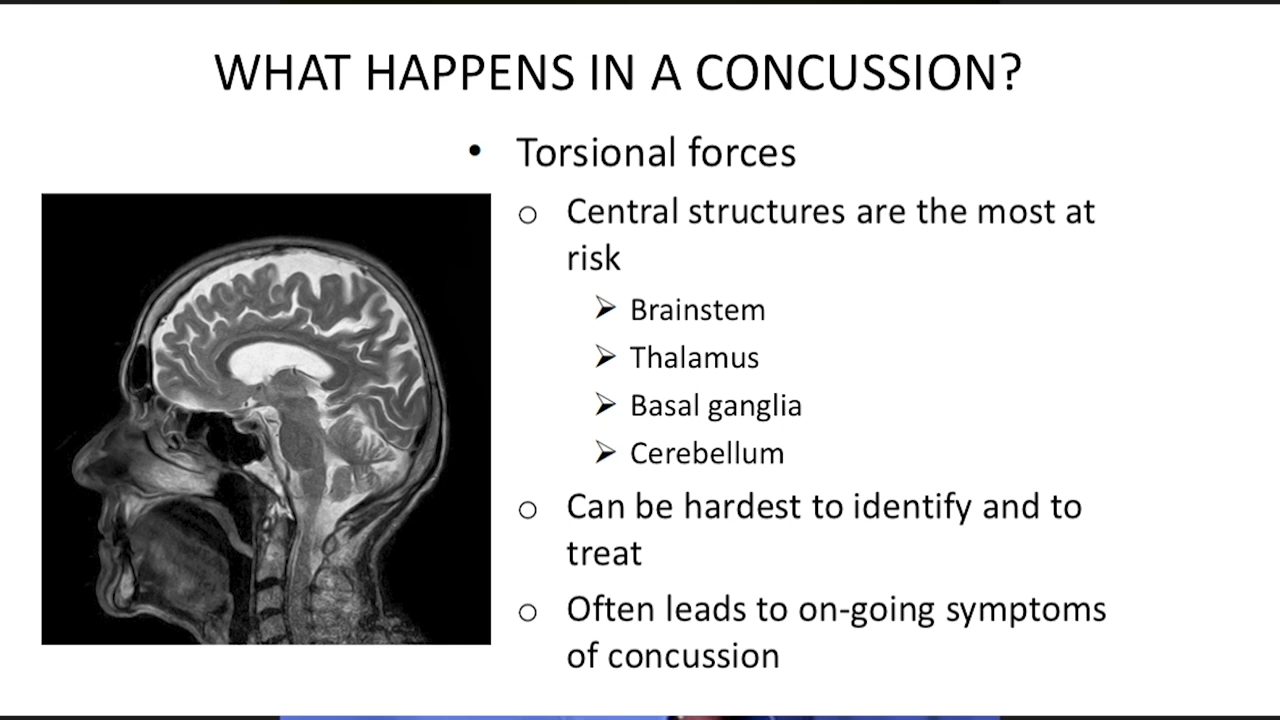 WHAT HAPPENS IN A CONCUSSION?
• Torsional forces
o Central structures are the most at
risk
➢ Brainstem
➢ Thalamus
➢ Basal ganglia
➢ Cerebellum
o Can be hardest to identify and to
treat
o Often leads to on-going symptoms
of concussion